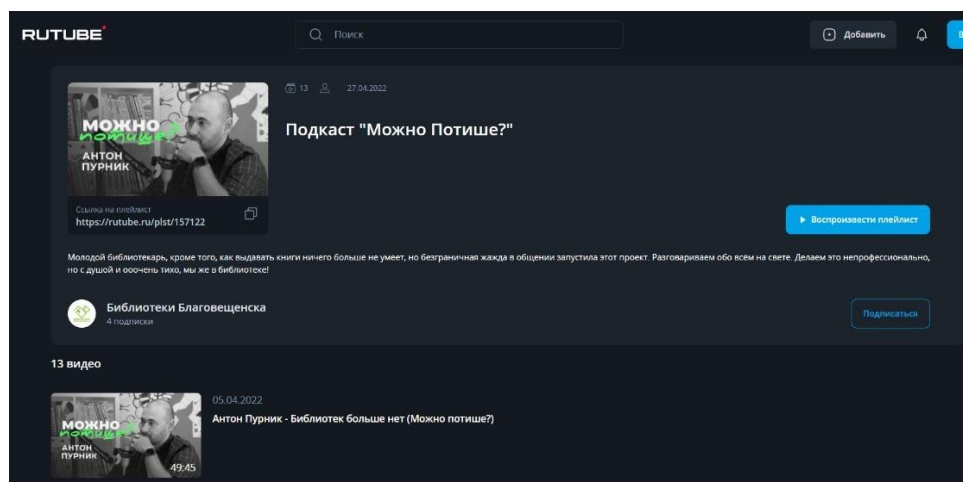 RUTUBE
Поиск
Добавить
В
13
27.04.2022
МОЖНО
потише?
АНТОН
ПУРНИК
Подкаст "Можно Потише?"
Ссылка на плейлист
https://rutube.ru/plst/157122
Воспроизвести плейлист
Молодой библиотекарь, кроме того, как выдавать книги ничего больше не умеет, но безграничная жажда в общении запустила этот проект. Разговариваем обо всём на свете. Делаем это непрофессионально,
но с душой и ооочень тихо, мы же в библиотеке!
Библиотеки Благовещенска
4 подписки
Подписаться
13 видео
МОЖНО
потише?
АНТОН
ПУРНИК
49:45
05.04.2022
Антон Пурник - Библиотек больше нет (Можно потише?)